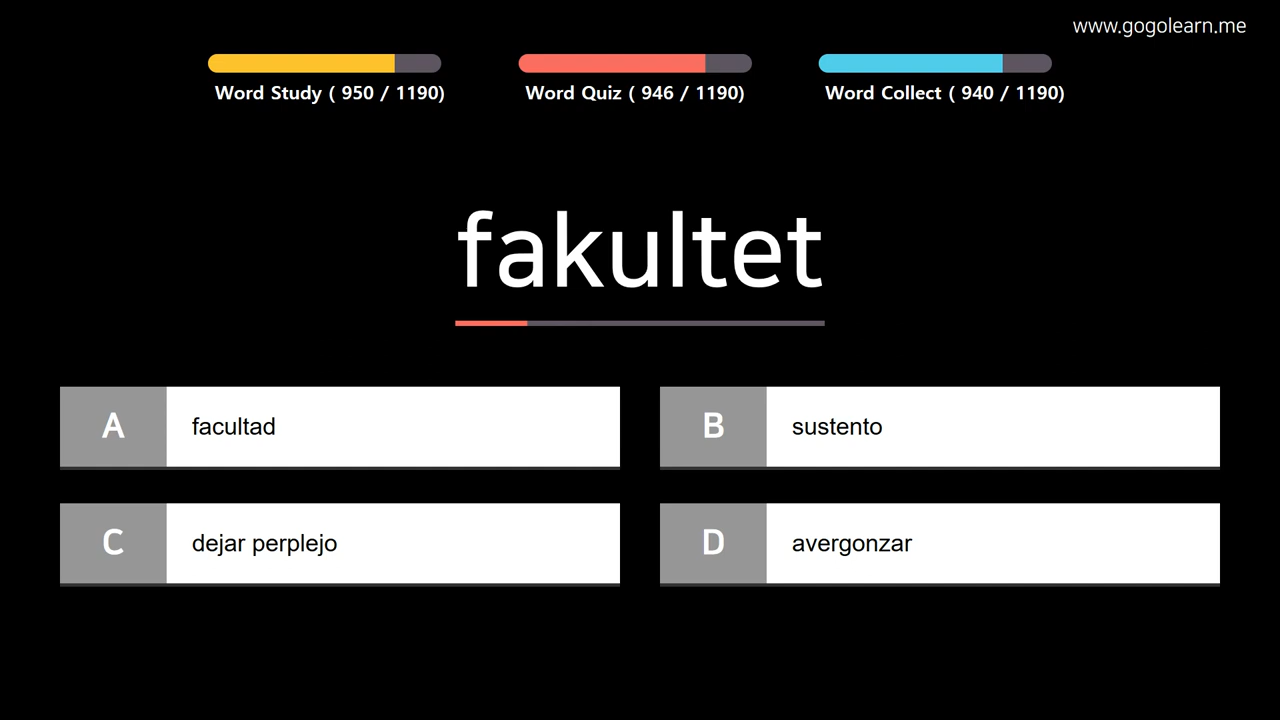 www.gogolearn.me
Word Study ( 950 / 1190)
Word Quiz ( 946 / 1190)
Word Collect ( 940 / 1190)
fakultet
A facultad
B sustento
C dejar perplejo
D avergonzar